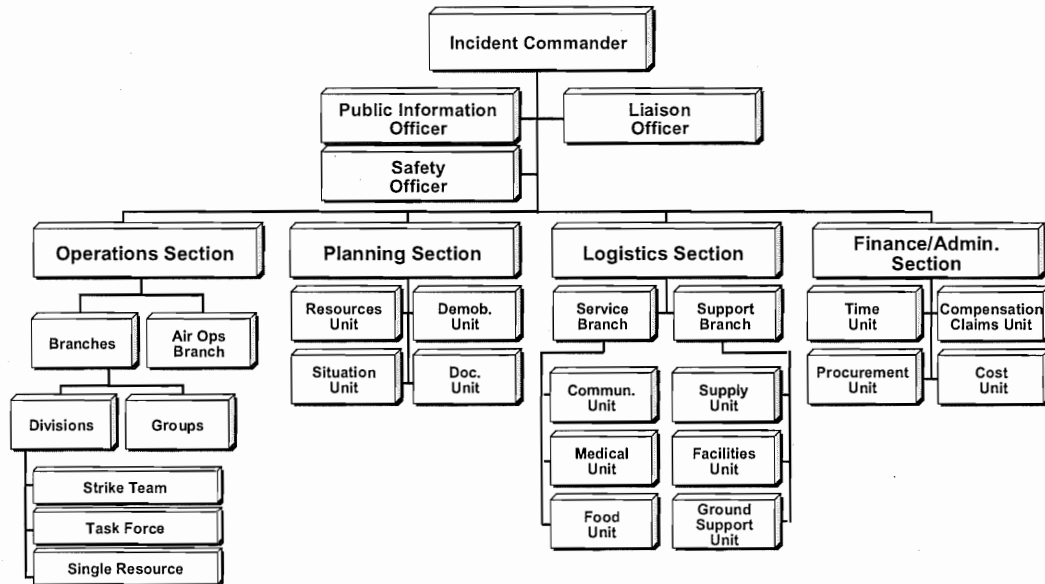 Incident Commander
Public Information
Officer
Liaison
Officer
Safety
Officer
Operations Section
Planning Section
Logistics Section
Finance/Admin.
Section
Branches
Air Ops
Branch
Resources
Unit
Demob.
Unit
Service
Branch
Support
Branch
Time
Unit
Compensation
Claims Unit
Situation
Unit
Doc.
Unit
Procurement
Unit
Cost
Unit
Divisions
Groups
Commun.
Unit
Supply
Unit
Medical
Unit
Facilities
Unit
Food
Unit
Ground
Support
Unit
Strike Team
Task Force
Single Resource